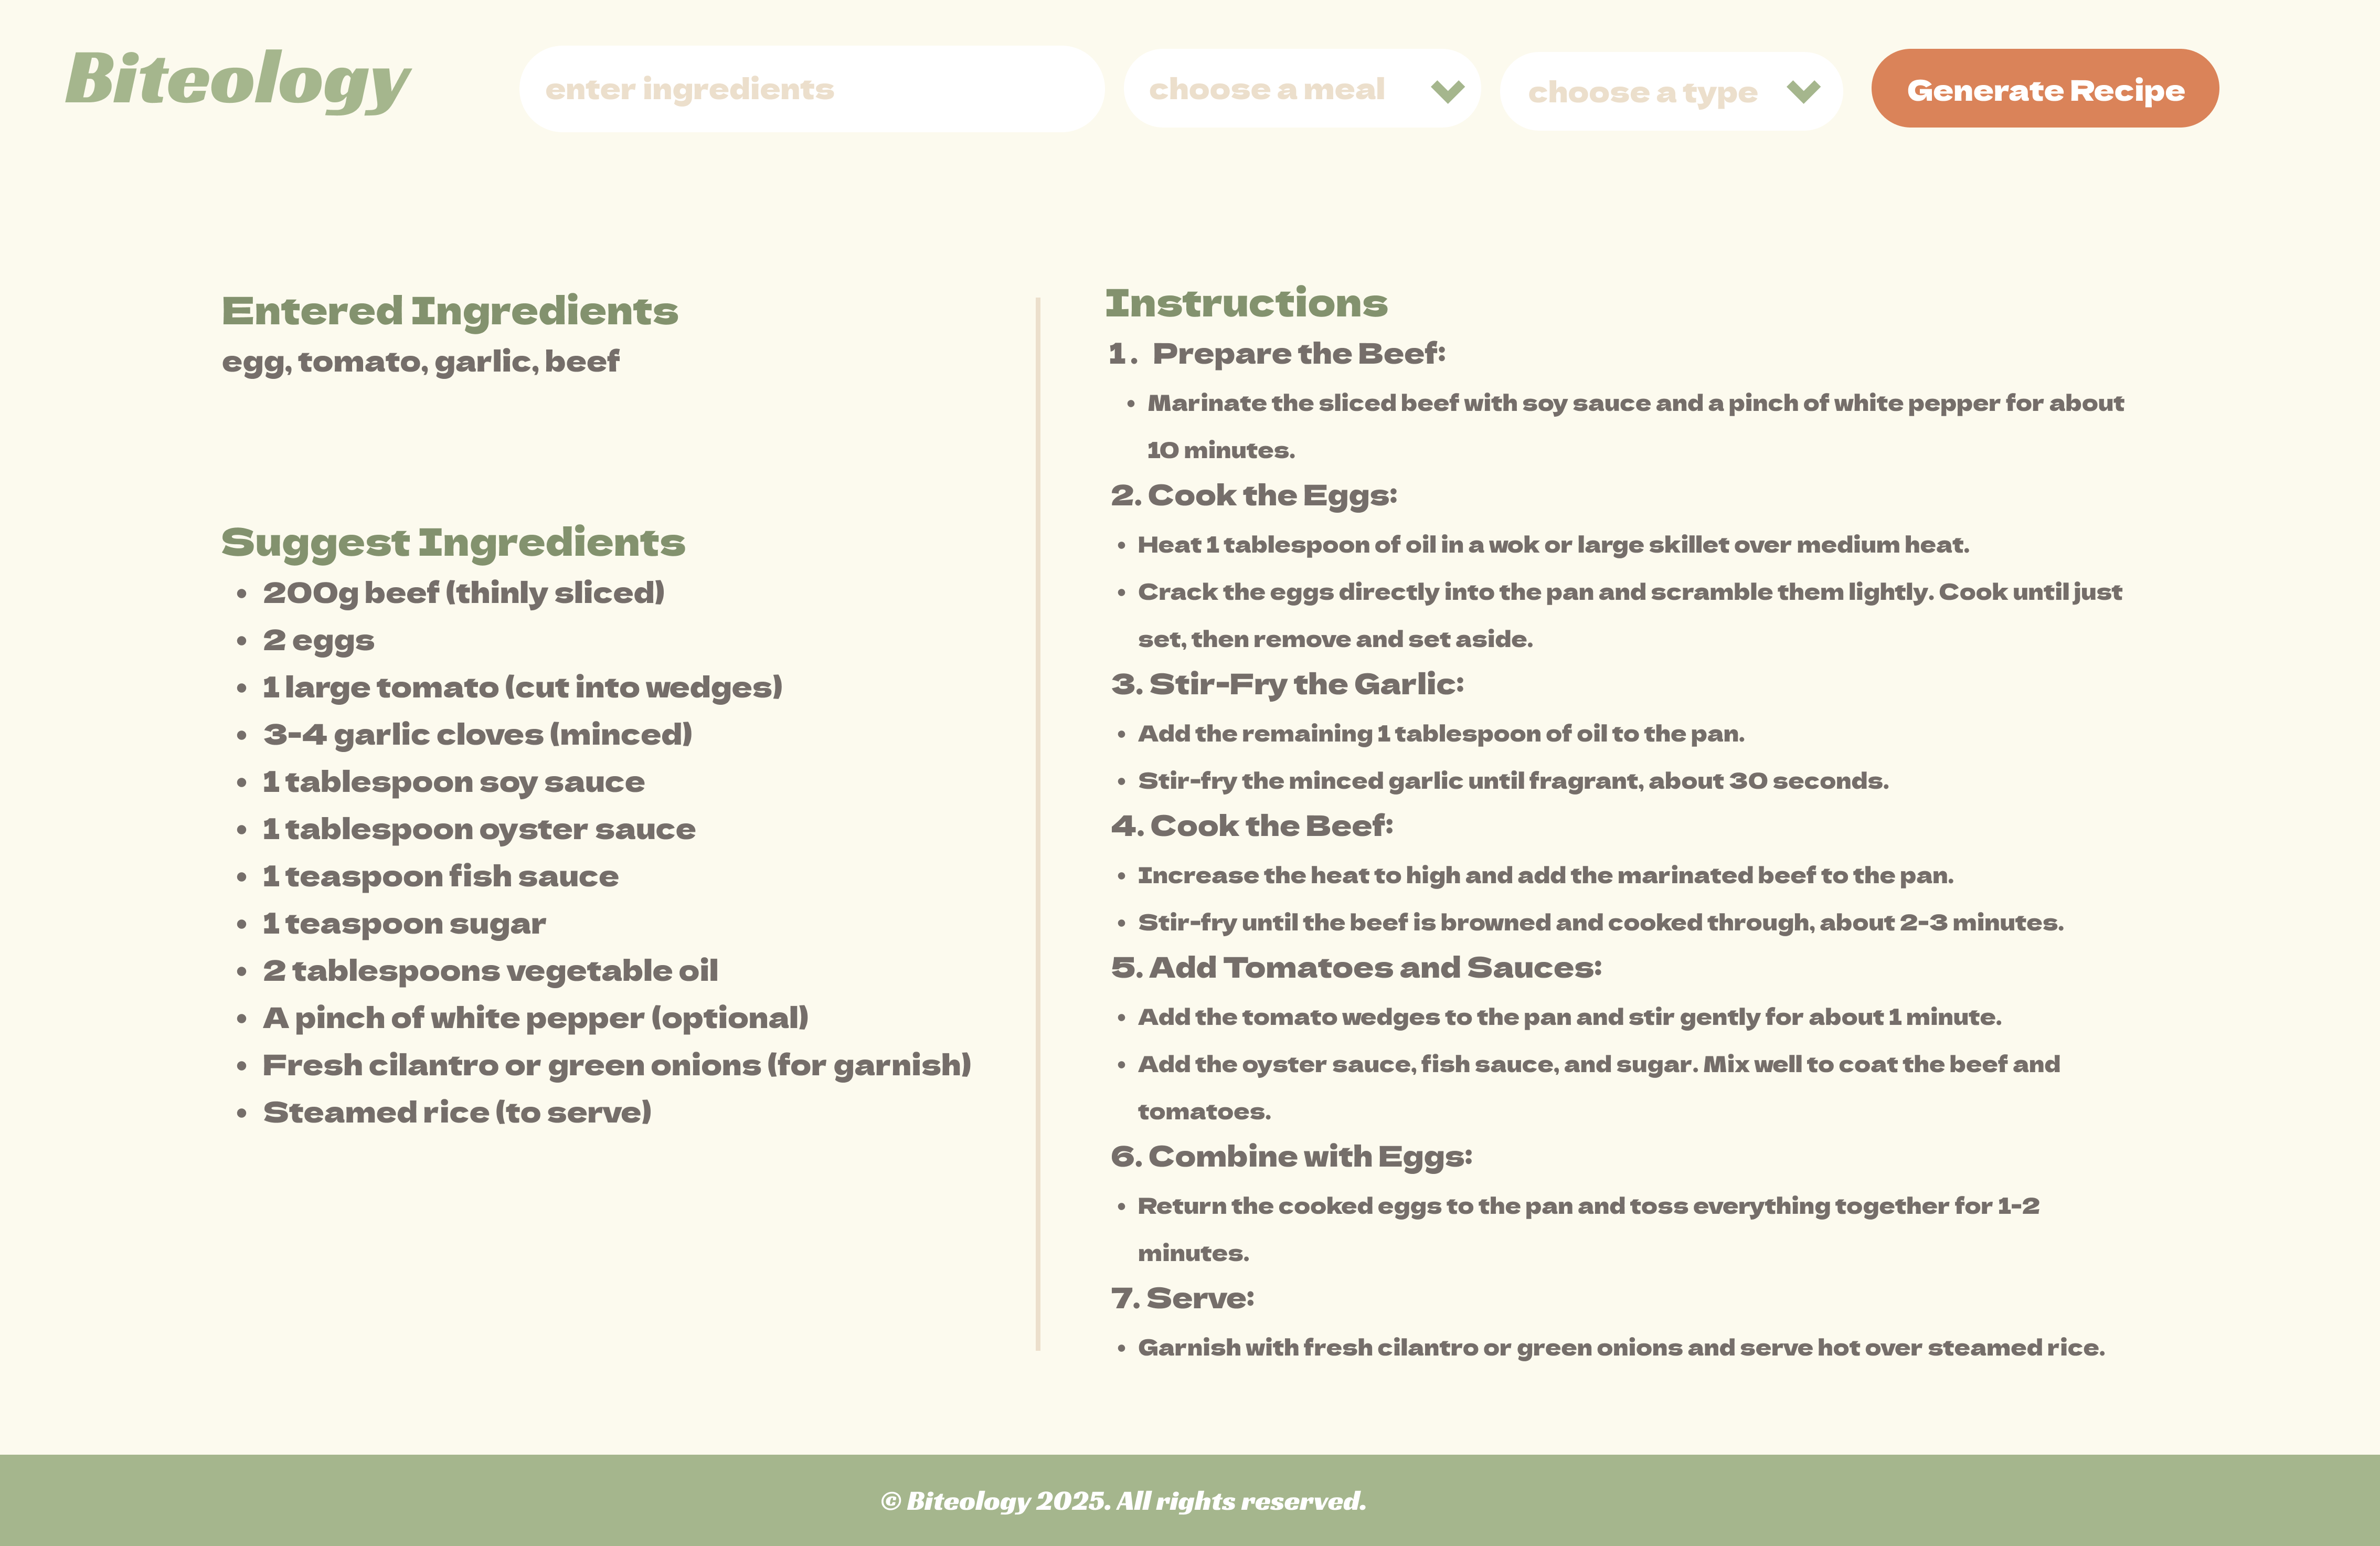 Biteology
enter ingredients
choose a meal
choose a type
Generate Recipe
Entered Ingredients
egg, tomato, garlic, beef
Suggest Ingredients
• 200g beef (thinly sliced)
• 2 eggs
• 1 large tomato (cut into wedges)
• 3-4 garlic cloves (minced)
• 1 tablespoon soy sauce
• 1 tablespoon oyster sauce
• 1 teaspoon fish sauce
• 1 teaspoon sugar
• 2 tablespoons vegetable oil
• A pinch of white pepper (optional)
• Fresh cilantro or green onions (for garnish)
• Steamed rice (to serve)
Instructions
1. Prepare the Beef:
• Marinate the sliced beef with soy sauce and a pinch of white pepper for about
10 minutes.
2. Cook the Eggs:
• Heat 1 tablespoon of oil in a wok or large skillet over medium heat.
• Crack the eggs directly into the pan and scramble them lightly. Cook until just
set, then remove and set aside.
3. Stir-Fry the Garlic:
• Add the remaining 1 tablespoon of oil to the pan.
• Stir-fry the minced garlic until fragrant, about 30 seconds.
4. Cook the Beef:
• Increase the heat to high and add the marinated beef to the pan.
• Stir-fry until the beef is browned and cooked through, about 2-3 minutes.
5. Add Tomatoes and Sauces:
• Add the tomato wedges to the pan and stir gently for about 1 minute.
• Add the oyster sauce, fish sauce, and sugar. Mix well to coat the beef and
tomatoes.
6. Combine with Eggs:
• Return the cooked eggs to the pan and toss everything together for 1-2
minutes.
7. Serve:
• Garnish with fresh cilantro or green onions and serve hot over steamed rice.
© Biteology 2025. All rights reserved.